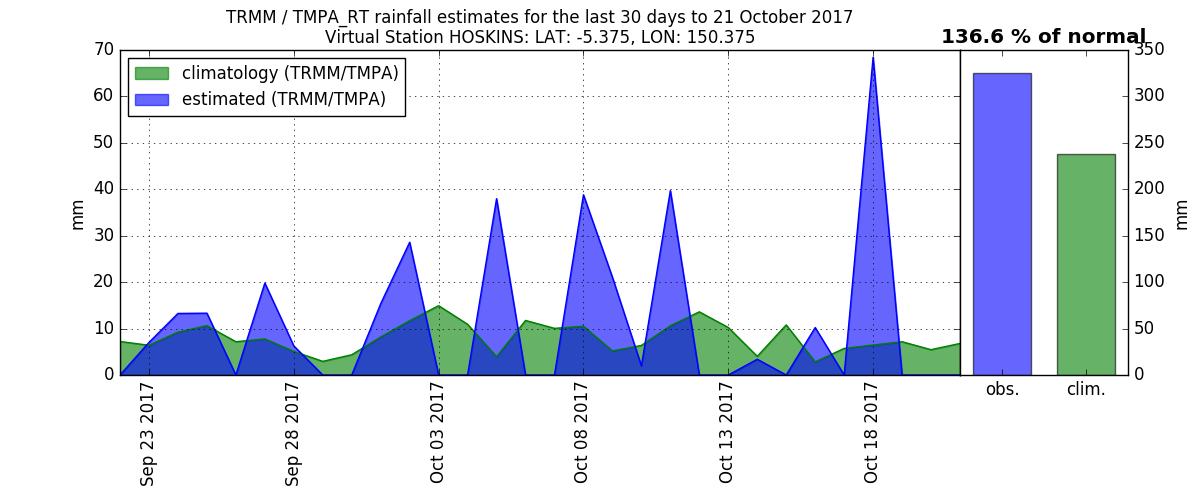 TRMM / TMPA_RT rainfall estimates for the last 30 days to 21 October 2017
Virtual Station HOSKINS: LAT: -5.375, LON: 150.375
136.6 % of normal
climatology (TRMM/TMPA)
estimated (TRMM/TMPA)
mm
70
60
50
40
30
20
10
0
Sep 23 2017
Sep 28 2017
Oct 03 2017
Oct 08 2017
Oct 13 2017
Oct 18 2017
obs.
clim.
350
300
250
200
150
100
50
0
mm